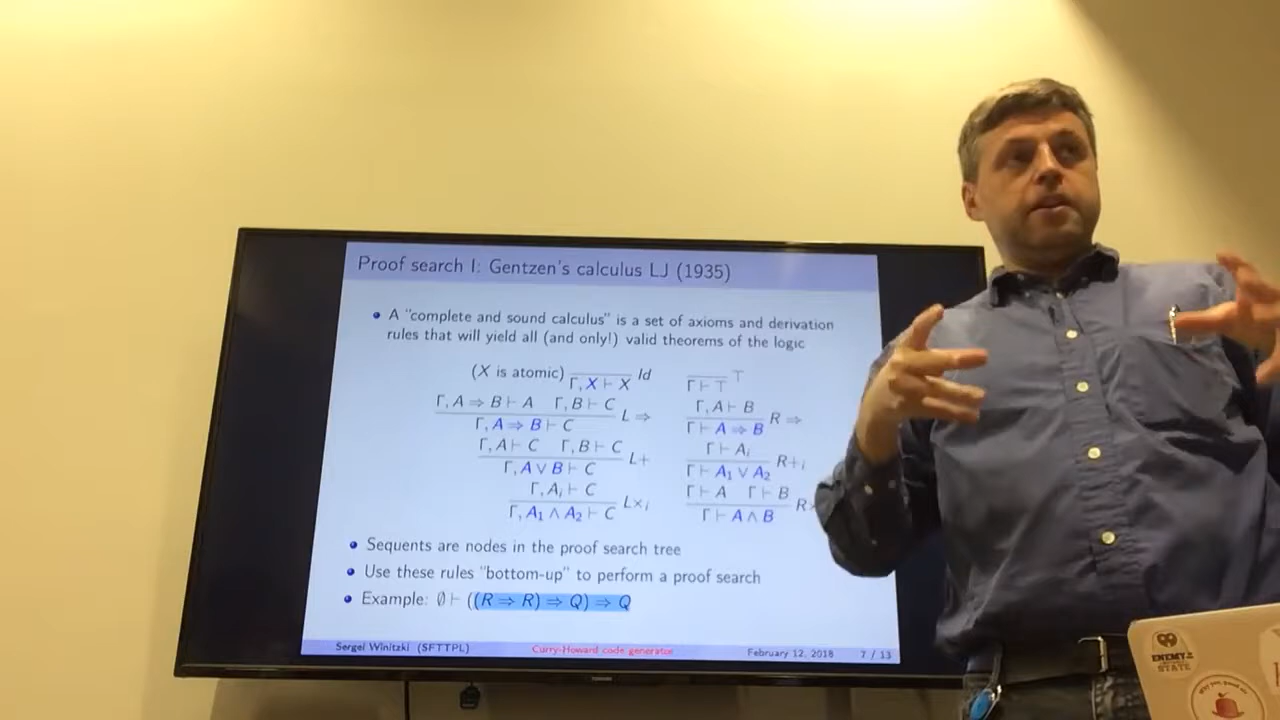 Proof search I: Gentzen's calculus LJ (1935)
A "complete and sound calculus" is a set of axioms and derivation
rules that will yield all (and only!) valid theorems of the logic
(X is atomic) Γ, X ⊢ X Id
Γ ⊢ ⊤ ⊤
Γ, A ⇒ B ⊢ A Γ, B ⊢ C
Γ, A ⇒ B ⊢ C L ⇒
Γ, A ⊢ B
Γ ⊢ A ⇒ B R ⇒
Γ, A ⊢ C Γ, B ⊢ C
Γ, A ∨ B ⊢ C L+
Γ ⊢ Aᵢ
Γ ⊢ A₁ ∨ A₂ R+ᵢ
Γ, Aᵢ ⊢ C
Γ, A₁ ∧ A₂ ⊢ C L×ᵢ
Γ ⊢ A Γ ⊢ B
Γ ⊢ A ∧ B R×
Sequents are nodes in the proof search tree
Use these rules "bottom-up" to perform a proof search
Example: ∅ ⊢ ((R ⇒ R) ⇒ Q) ⇒ Q
Sergei Winitzki (SFTTPL) Curry-Howard code generator February 12, 2018 7 / 13
ENEMY
STATE